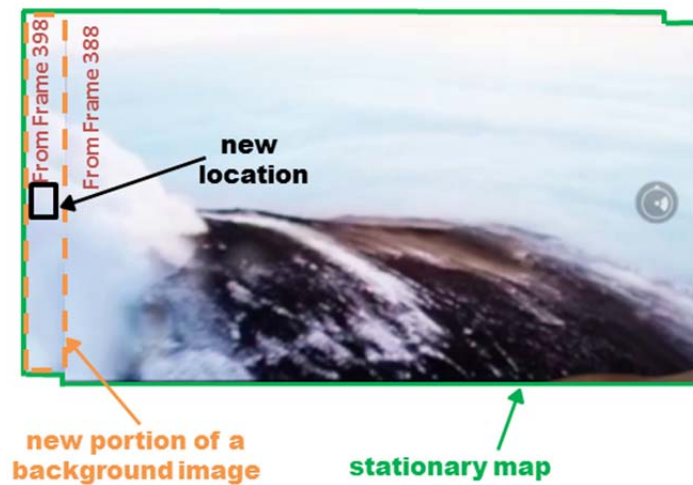 From Frame 398
From Frame 388
new
location
new portion of a
background image
stationary map